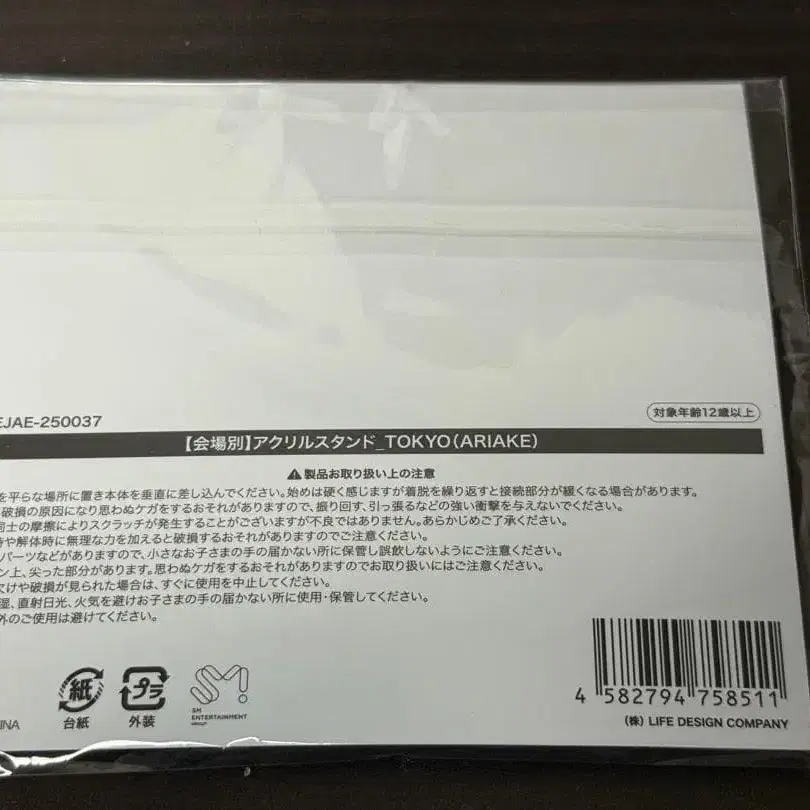 EJAE-250037
対象年齢12歳以上
【会場別】アクリルスタンド_TOKYO(ARIAKE)
製品お取り扱い上の注意
を平らな場所に置き本体を垂直に差し込んでください。始めは硬く感じますが着脱を繰り返すと接続部分が緩くなる場合があります。
破損の原因になり思わぬケガをするおそれがありますので、振り回す、引っ張るなどの強い衝撃を与えないでください。
同士の摩擦によりスクラッチが発生することがございますが不良ではありません。あらかじめご了承ください。
時や解体時に無理な力を加えると破損するおそれがありますのでご注意ください。
パーツなどがありますので、小さなお子さまの手の届かない所に保管し誤飲しないようにご注意ください。
ン上、尖った部分があります。思わぬケガをするおそれがありますのでお取り扱いにはご注意ください。
欠けや破損が見られた場合は、すぐに使用を中止してください。
湿、直射日光、火気を避けお子さまの手の届かない所に使用・保管してください。
外のご使用は避けてください。
INA
紙
台紙
プラ
外装
SM
SM
ENTERTAINMENT
GROUP
4 582794 758511
(株) LIFE DESIGN COMPANY